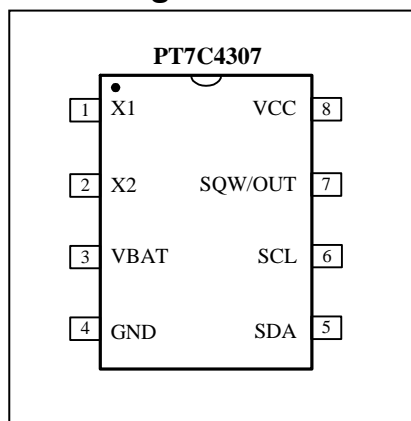 PT7C4307
1 X1 VCC 8
2 X2 SQW/OUT 7
3 VBAT SCL 6
4 GND SDA 5